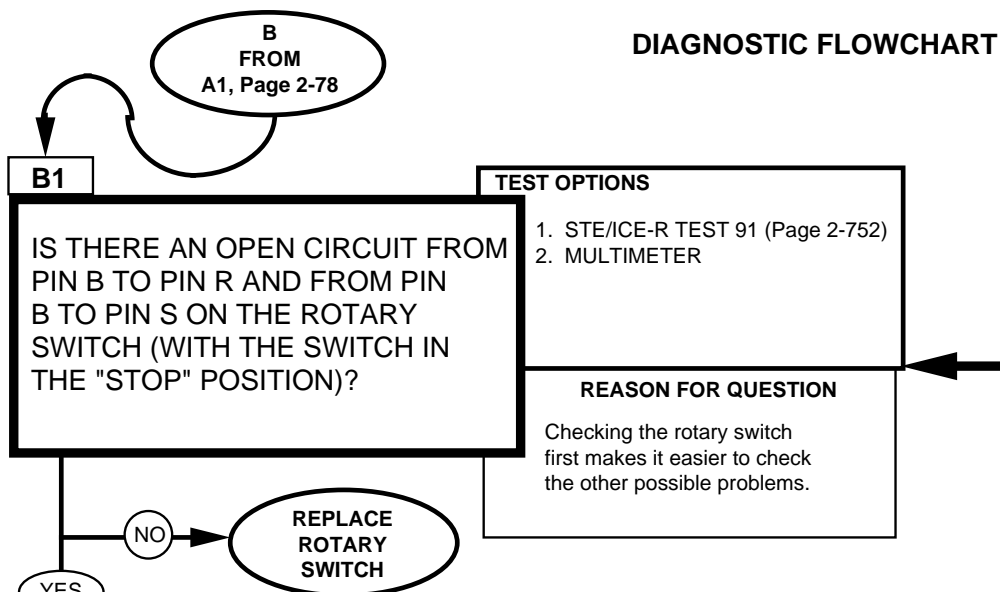 DIAGNOSTIC FLOWCHART
B
FROM
A1, Page 2-78
B1
IS THERE AN OPEN CIRCUIT FROM
PIN B TO PIN R AND FROM PIN
B TO PIN S ON THE ROTARY
SWITCH (WITH THE SWITCH IN
THE "STOP" POSITION)?
TEST OPTIONS
1. STE/ICE-R TEST 91 (Page 2-752)
2. MULTIMETER
REASON FOR QUESTION
Checking the rotary switch
first makes it easier to check
the other possible problems.
NO
REPLACE
ROTARY
SWITCH
YES